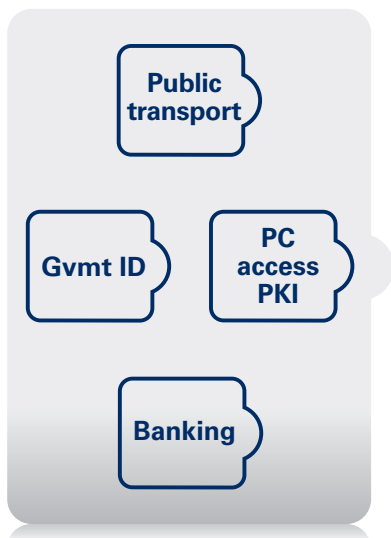 Public
transport
Gvmt ID
PC
access
PKI
Banking